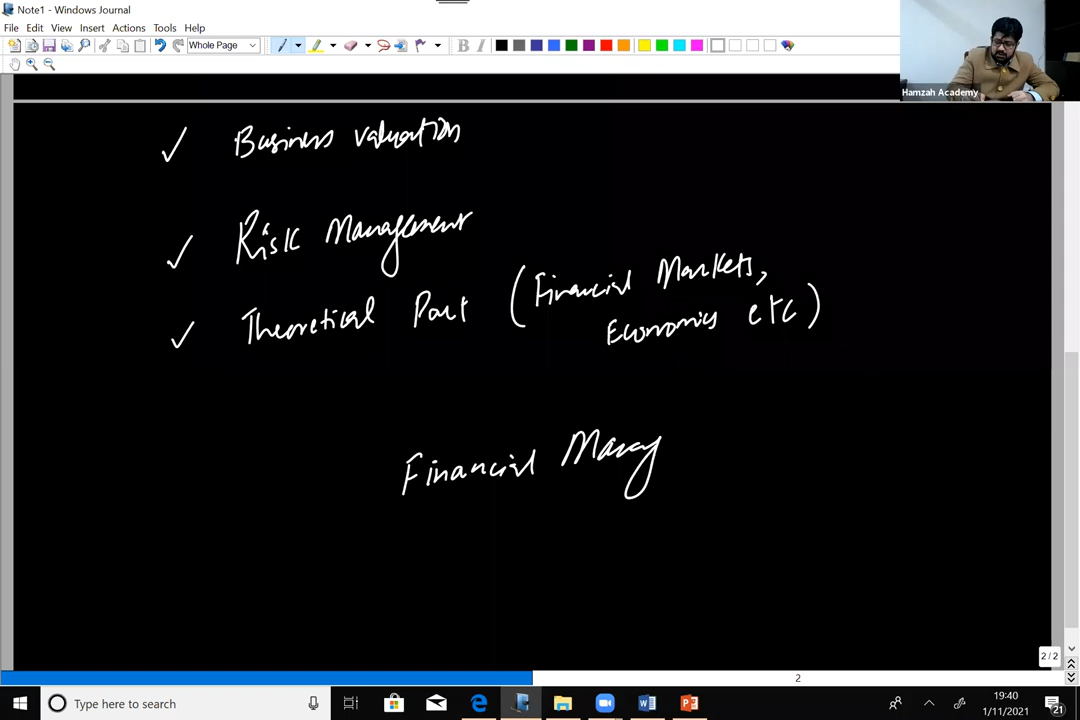 Note1 - Windows Journal
File Edit View Insert Actions Tools Help
Whole Page
B I
Hamzah Academy
Business valuation
Risk Management
Theoretical Part (Financial Markets,
Economics etc)
Financial Manag
2/2
2
Type here to search
19:40
1/11/2021
21